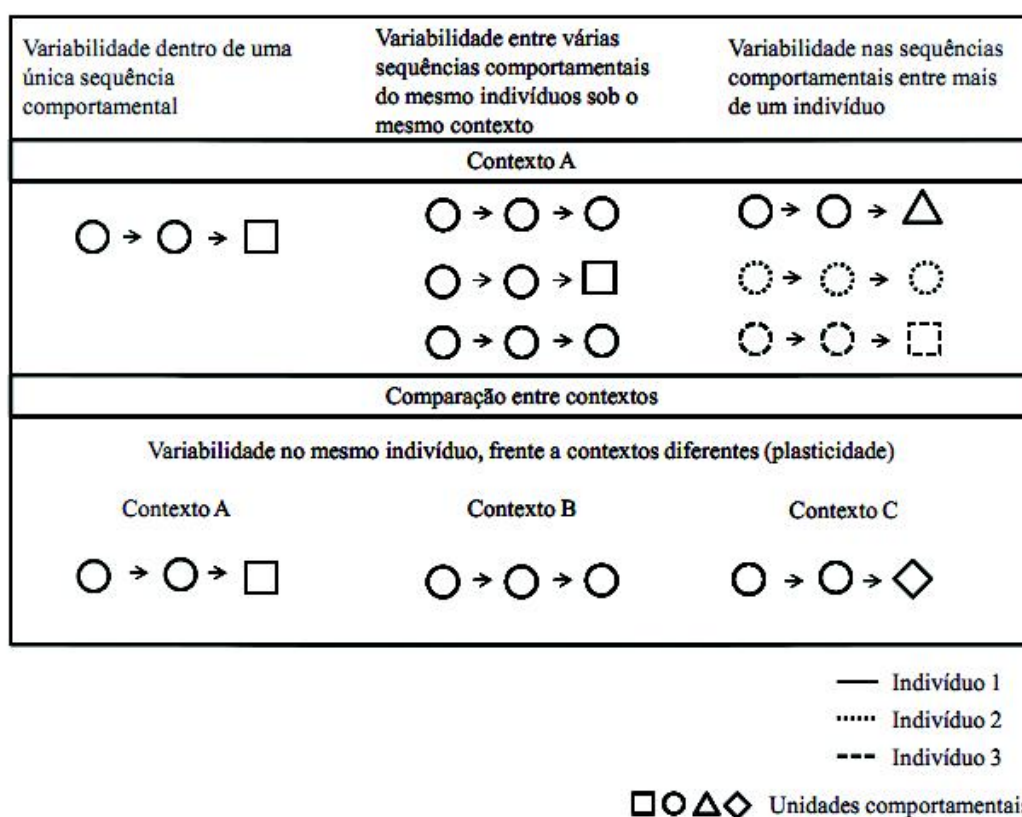 Variabilidade dentro de uma
única sequência
comportamental
Variabilidade entre várias
sequências comportamentais
do mesmo indivíduos sob o
mesmo contexto
Variabilidade nas sequências
comportamentais entre mais
de um indivíduo
Contexto A
Comparação entre contextos
Variabilidade no mesmo indivíduo, frente a contextos diferentes (plasticidade)
Contexto A
Contexto B
Contexto C
Indivíduo 1
Indivíduo 2
Indivíduo 3
Unidades comportamentais